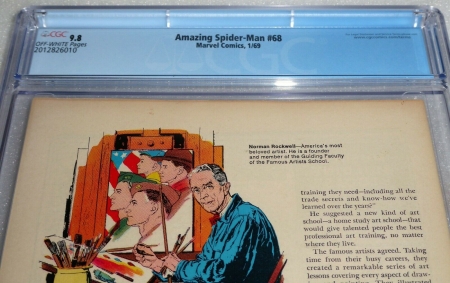 CGC 9.8
OFF-WHITE Pages
2012826010
Amazing Spider-Man #68
Marvel Comics, 1/69
Norman Rockwell—America's most
beloved artist. He is a founder
and member of the Guiding Faculty
of the Famous Artists School.
training they need—including all the
trade secrets and know-how we've
learned over the years?"
He suggested a new kind of art
school—a home study art school—that
would give talented people the best
professional art training, no matter
where they live.
The famous artists agreed. Taking
time from their busy careers, they
created a remarkable series of art
lessons covering every aspect of draw-